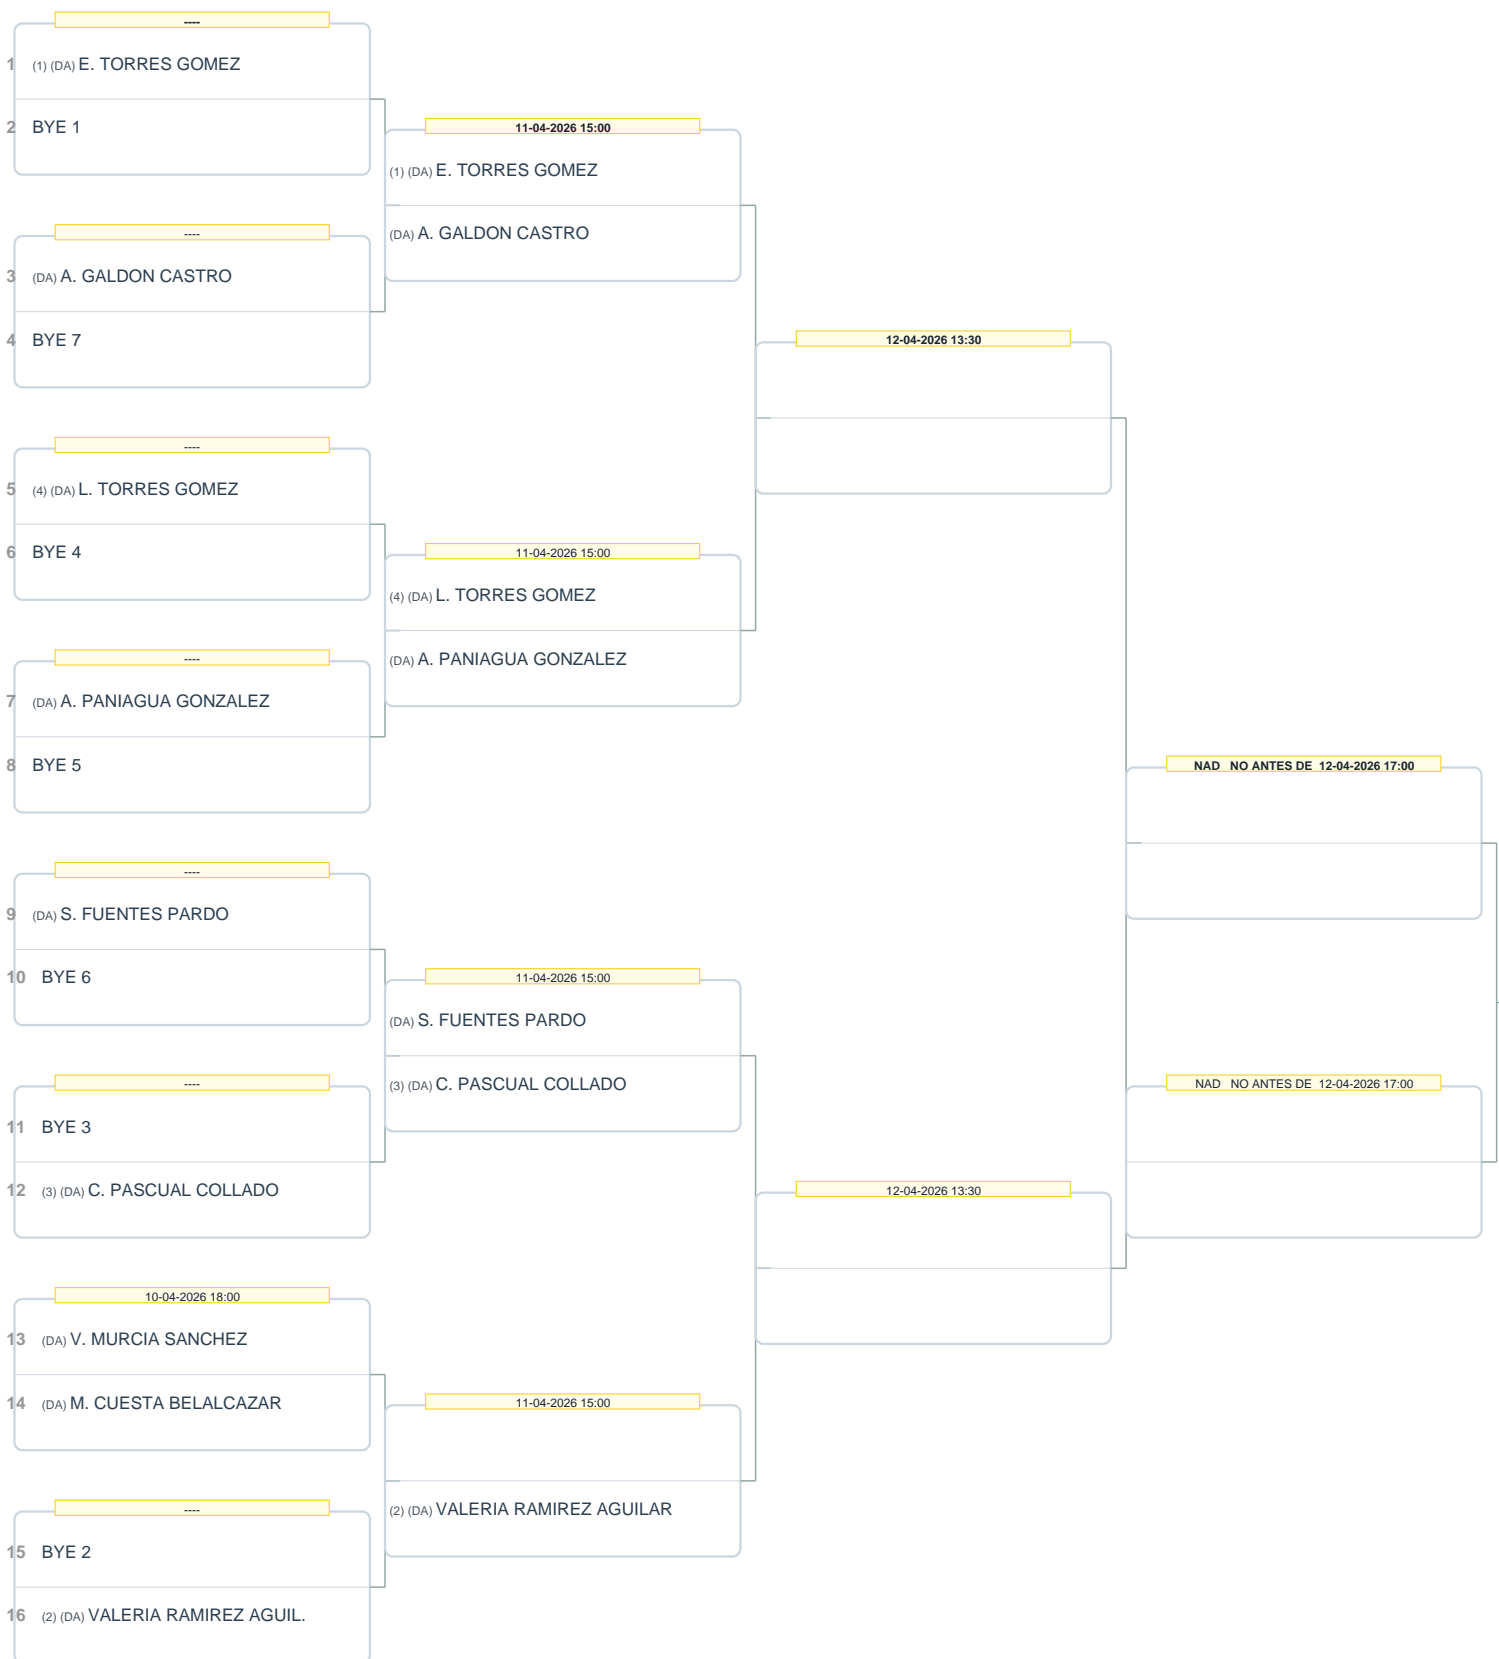 ----
1 (1) (DA) E. TORRES GOMEZ
2 BYE 1
----
3 (DA) A. GALDON CASTRO
4 BYE 7
----
5 (4) (DA) L. TORRES GOMEZ
6 BYE 4
----
7 (DA) A. PANIAGUA GONZALEZ
8 BYE 5
----
9 (DA) S. FUENTES PARDO
10 BYE 6
----
11 BYE 3
12 (3) (DA) C. PASCUAL COLLADO
10-04-2026 18:00
13 (DA) V. MURCIA SANCHEZ
14 (DA) M. CUESTA BELALCAZAR
----
15 BYE 2
16 (2) (DA) VALERIA RAMIREZ AGUIL.
11-04-2026 15:00
(1) (DA) E. TORRES GOMEZ
(DA) A. GALDON CASTRO
11-04-2026 15:00
(4) (DA) L. TORRES GOMEZ
(DA) A. PANIAGUA GONZALEZ
11-04-2026 15:00
(DA) S. FUENTES PARDO
(3) (DA) C. PASCUAL COLLADO
11-04-2026 15:00
(2) (DA) VALERIA RAMIREZ AGUILAR
12-04-2026 13:30
12-04-2026 13:30
NAD NO ANTES DE 12-04-2026 17:00
NAD NO ANTES DE 12-04-2026 17:00